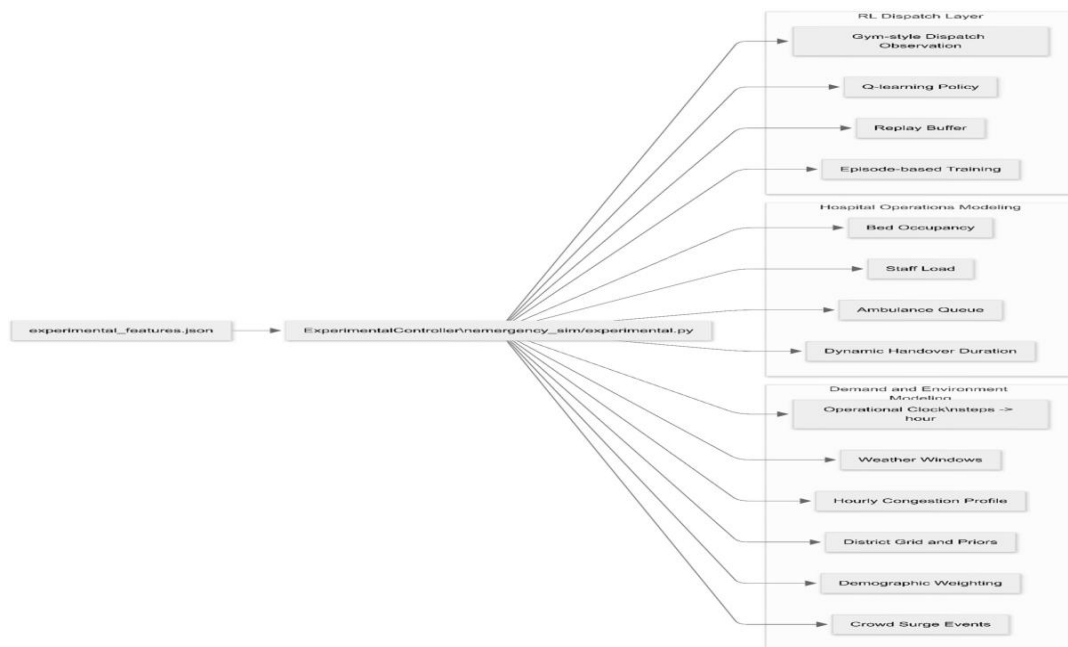 experimental_features.json
ExperimentalController\nemergency_sim/experimental.py
RL Dispatch Layer
Gym-style Dispatch
Observation
Q-learning Policy
Replay Buffer
Episode-based Training
Hospital Operations Modeling
Bed Occupancy
Staff Load
Ambulance Queue
Dynamic Handover Duration
Demand and Environment
Modeling
Operational Clock\nsteps ->
hour
Weather Windows
Hourly Congestion Profile
District Grid and Priors
Demographic Weighting
Crowd Surge Events